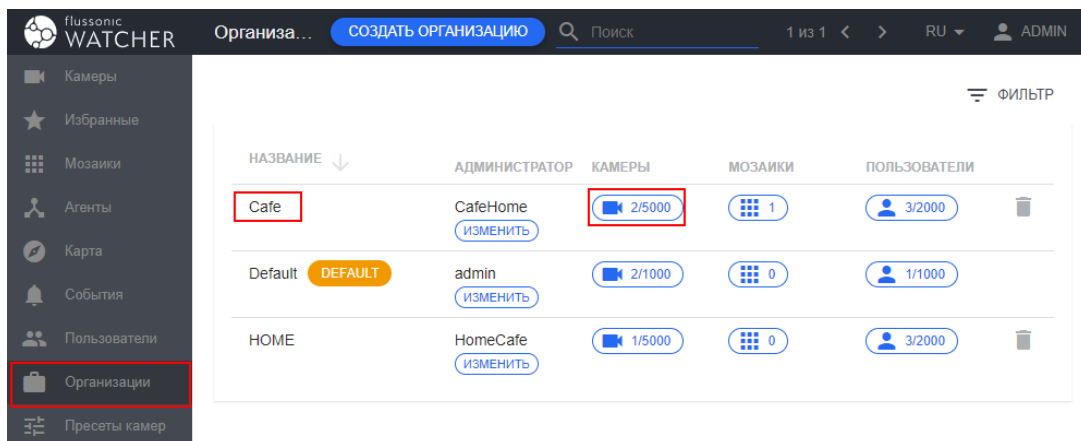 flussonic
WATCHER
Организа... СОЗДАТЬ ОРГАНИЗАЦИЮ Поиск 1 из 1 RU ADMIN
Камеры
Избранные
Мозаики
Агенты
Карта
События
Пользователи
Организации
Пресеты камер
ФИЛЬТР
НАЗВАНИЕ АДМИНИСТРАТОР КАМЕРЫ МОЗАИКИ ПОЛЬЗОВАТЕЛИ
Cafe CafeHome 2/5000 1 3/2000
ИЗМЕНИТЬ
Default DEFAULT admin 2/1000 0 1/1000
ИЗМЕНИТЬ
HOME HomeCafe 1/5000 0 3/2000
ИЗМЕНИТЬ